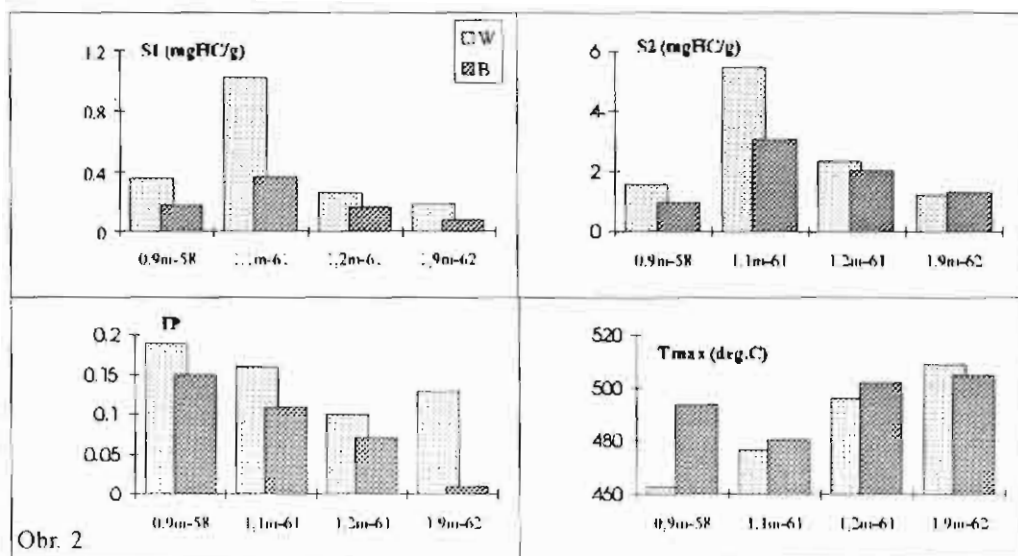 S1 (mgHC/g)
W
B
1.2
0.8
0.4
0
0.9m-58 1,1m-61 1,2m-61 1,9m-62
S2 (mgHC/g)
6
4
2
0
0.9m-58 1,1m-61 1.2m-61 1.9m-62
0.2
0.15
0.1
0.05
0
0.9m-58 1,1m-61 1,2m-61 1.9m-62
Tmax (deg.C)
520
500
480
460
0,9m-58 1,1m-61 1,2m-61 1.9m-62
Obr. 2